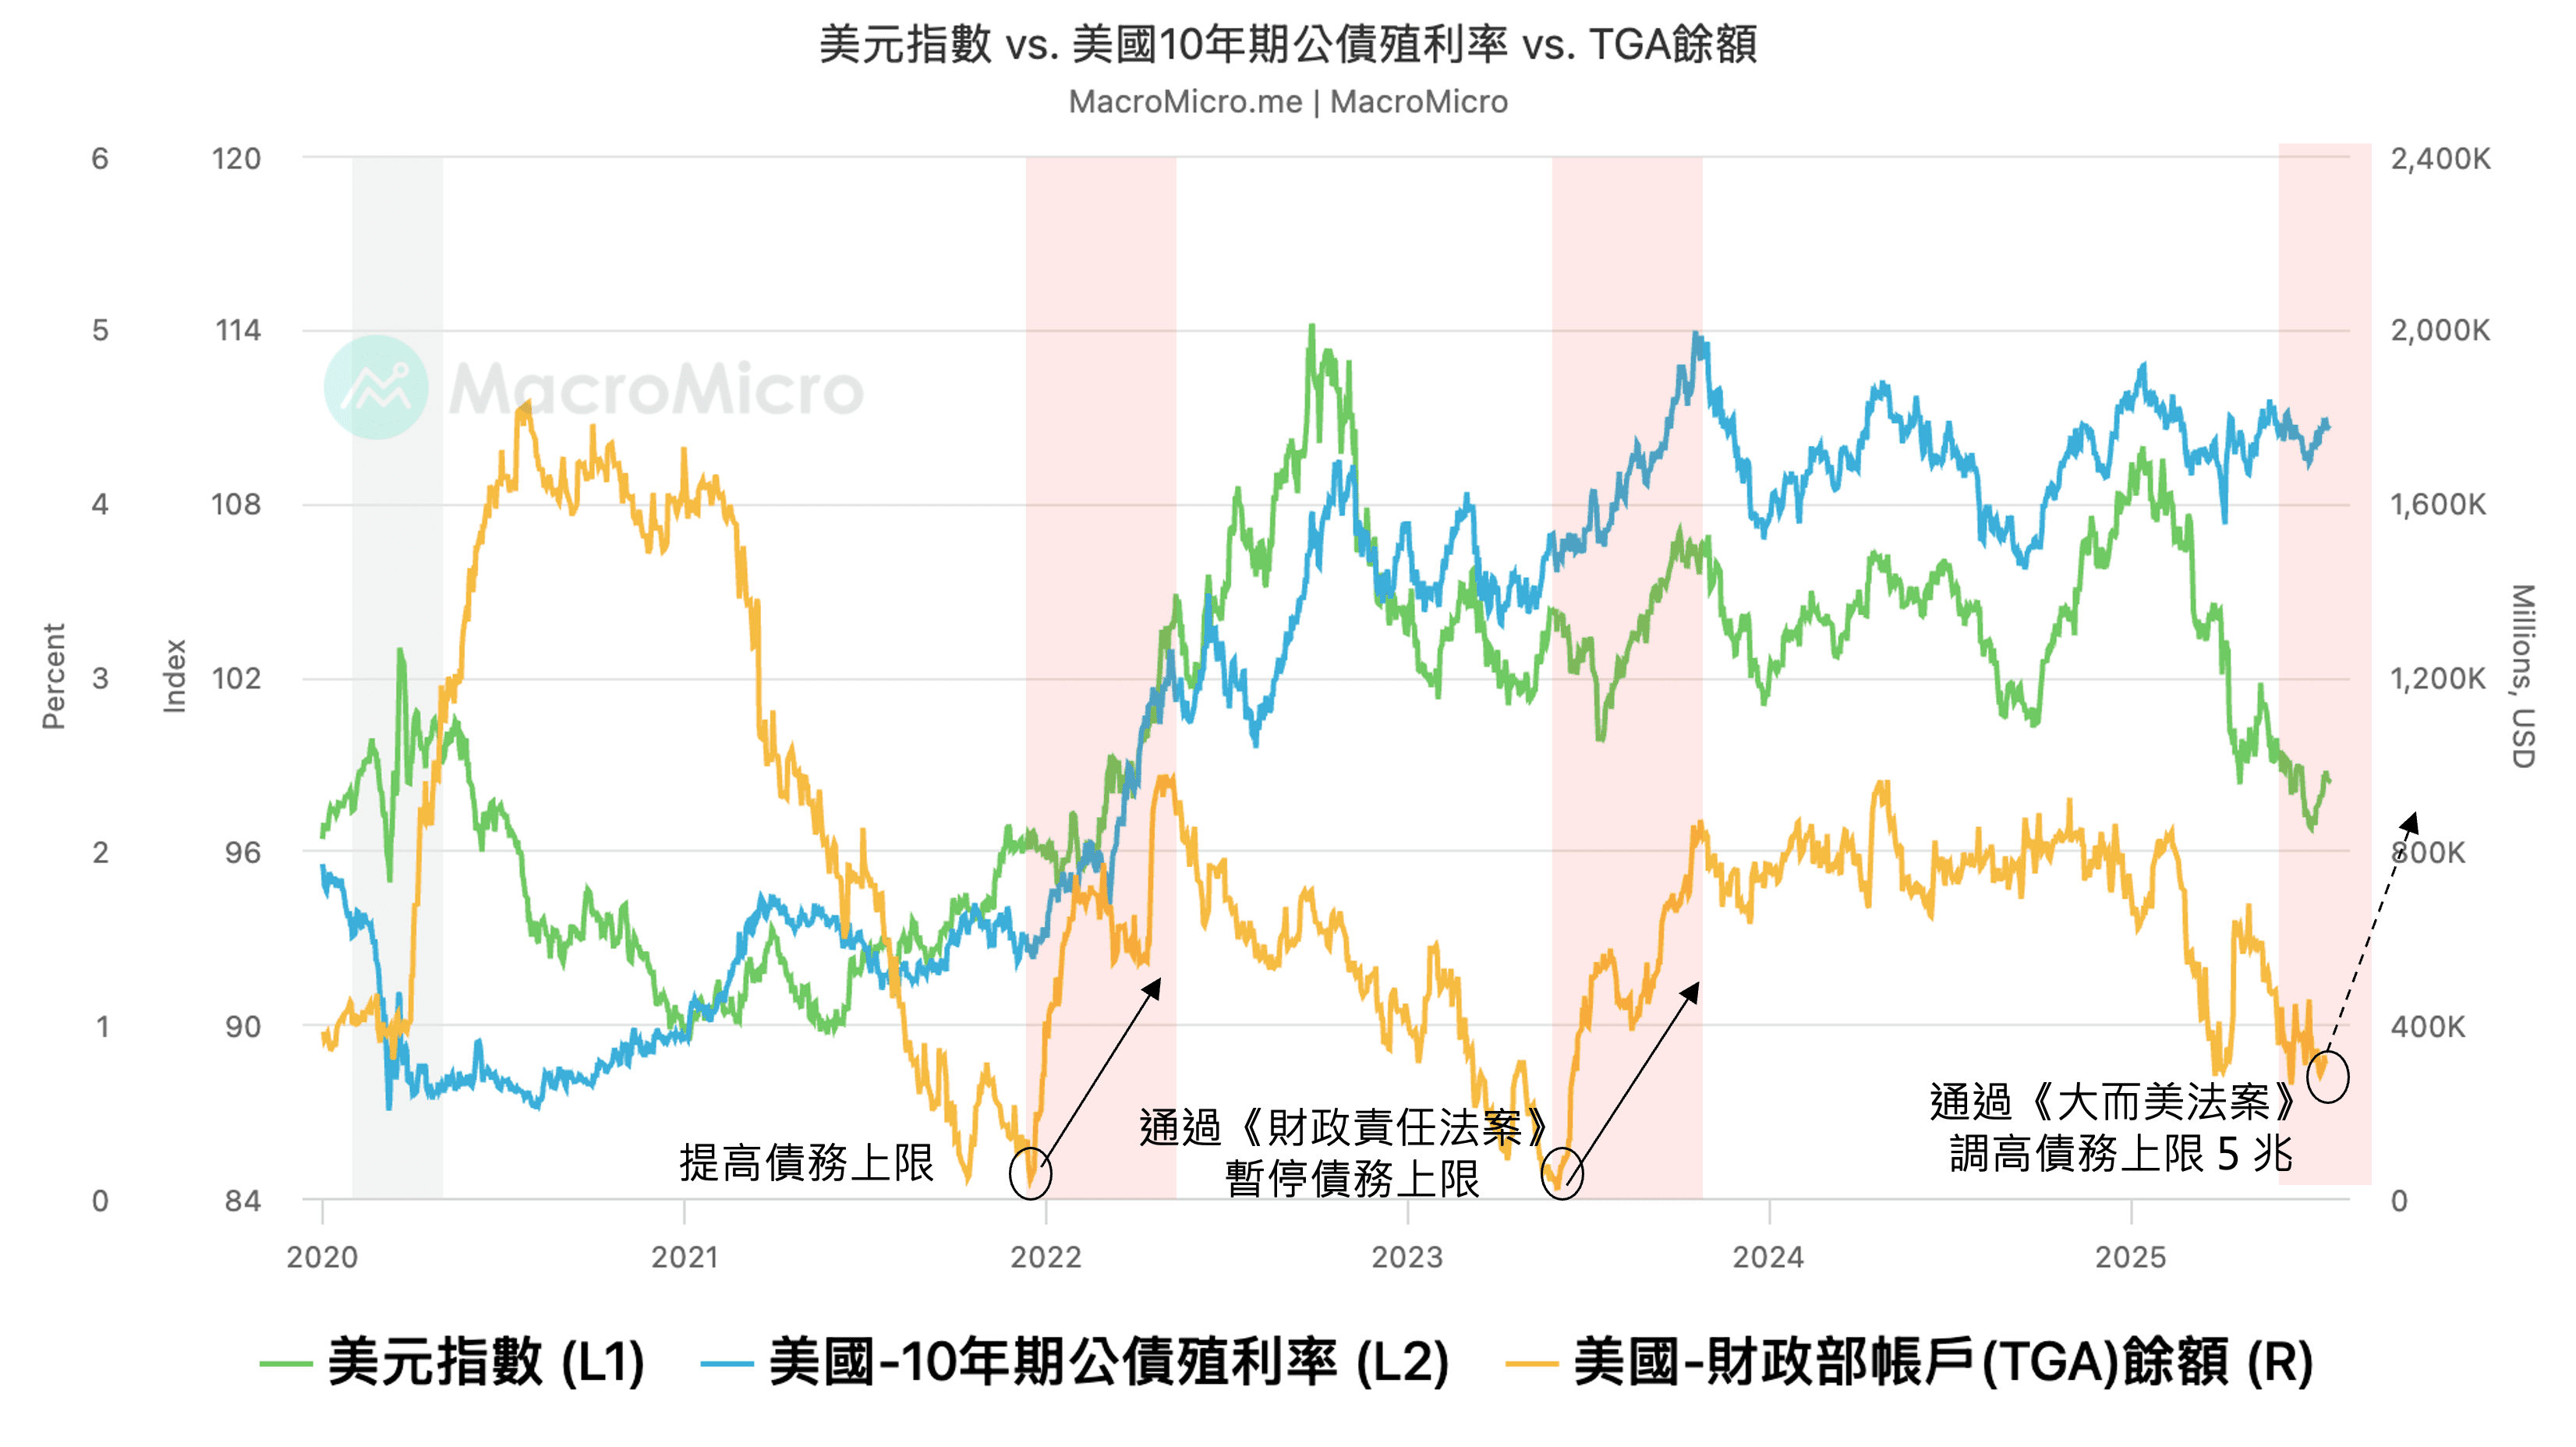 美元指數 vs. 美國10年期公債殖利率 vs. TGA餘額
MacroMicro.me | MacroMicro
6
5
4
3
2
1
0
Percent
120
114
108
102
96
90
84
Index
2,400K
2,000K
1,600K
1,200K
800K
400K
0
Millions, USD
MacroMicro
提高債務上限
通過《財政責任法案》
暫停債務上限
通過《大而美法案》
調高債務上限 5 兆
2020
2021
2022
2023
2024
2025
美元指數 (L1)
美國-10年期公債殖利率 (L2)
美國-財政部帳戶(TGA)餘額 (R)